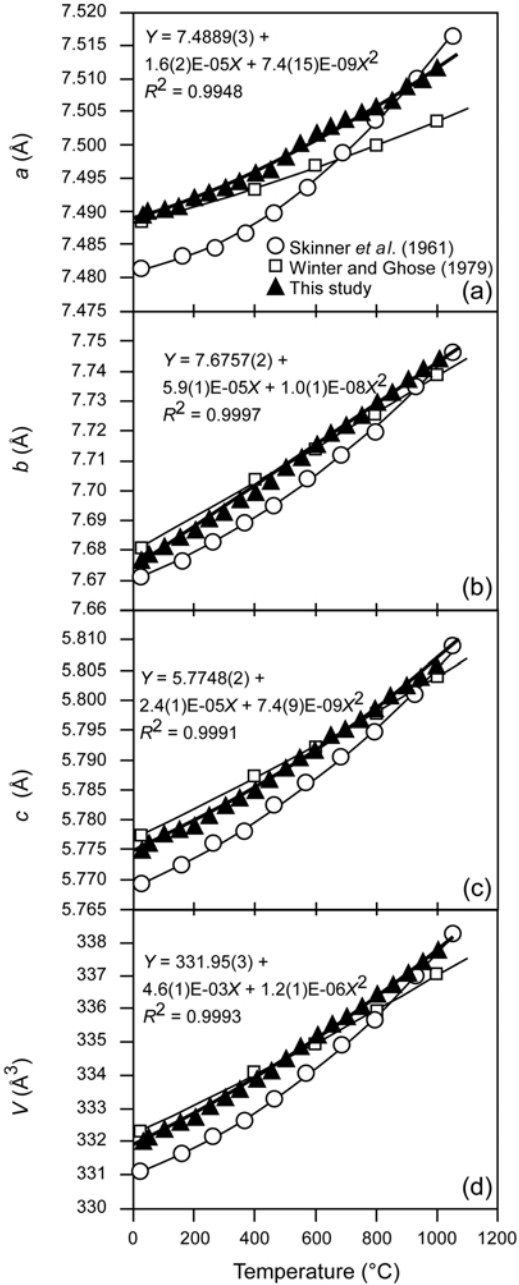 7.520
7.515
7.510
7.505
7.500
7.495
7.490
7.485
7.480
7.475
a (Å)
Y = 7.4889(3) +
1.6(2)E-05X + 7.4(15)E-09X²
R² = 0.9948
Skinner et al. (1961)
Winter and Ghose (1979)
This study
(a)
7.75
7.74
7.73
7.72
7.71
7.70
7.69
7.68
7.67
7.66
b (Å)
Y = 7.6757(2) +
5.9(1)E-05X + 1.0(1)E-08X²
R² = 0.9997
(b)
5.810
5.805
5.800
5.795
5.790
5.785
5.780
5.775
5.770
5.765
c (Å)
Y = 5.7748(2) +
2.4(1)E-05X + 7.4(9)E-09X²
R² = 0.9991
(c)
338
337
336
335
334
333
332
331
330
V (Å³)
Y = 331.95(3) +
4.6(1)E-03X + 1.2(1)E-06X²
R² = 0.9993
(d)
0 200 400 600 800 1000 1200
Temperature (°C)